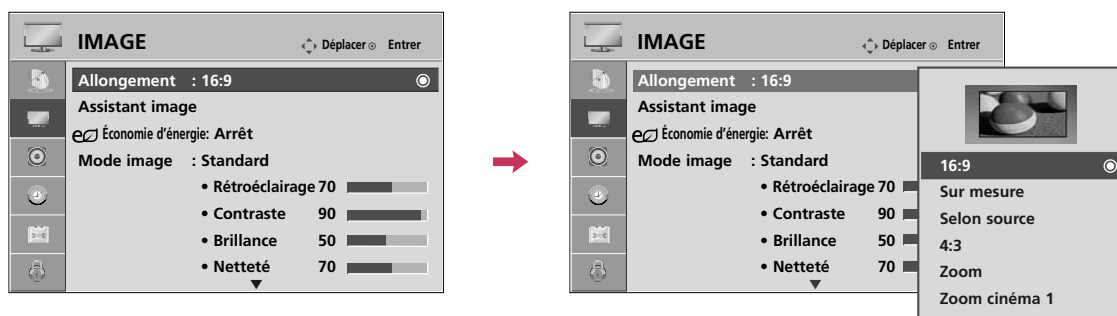 IMAGE
Déplacer Entrer
Allongement : 16:9
Assistant image
e Économie d'énergie: Arrêt
Mode image : Standard
• Rétroéclairage 70
• Contraste 90
• Brillance 50
• Netteté 70
IMAGE
Déplacer Entrer
Allongement : 16:9
Assistant image
e Économie d'énergie: Arrêt
Mode image : Standard
• Rétroéclairage 70
• Contraste 90
• Brillance 50
• Netteté 70
16:9
Sur mesure
Selon source
4:3
Zoom
Zoom cinéma 1